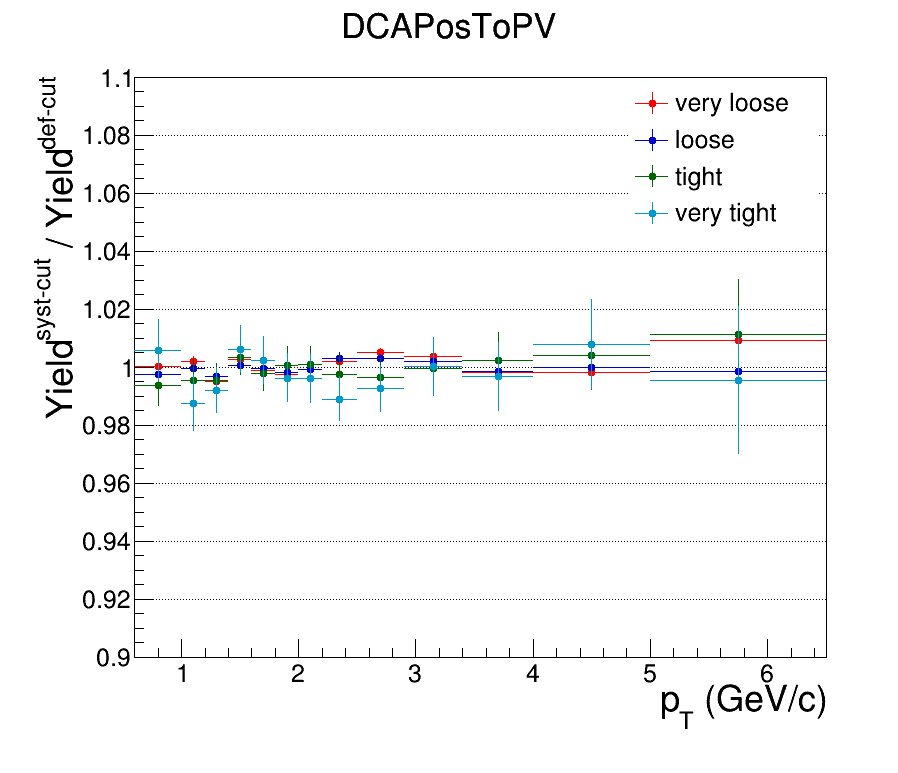 DCAPosToPV
Yield^syst-cut / Yield^def-cut
1.1
1.08
1.06
1.04
1.02
1
0.98
0.96
0.94
0.92
0.9
very loose
loose
tight
very tight
1 2 3 4 5 6
p_T (GeV/c)